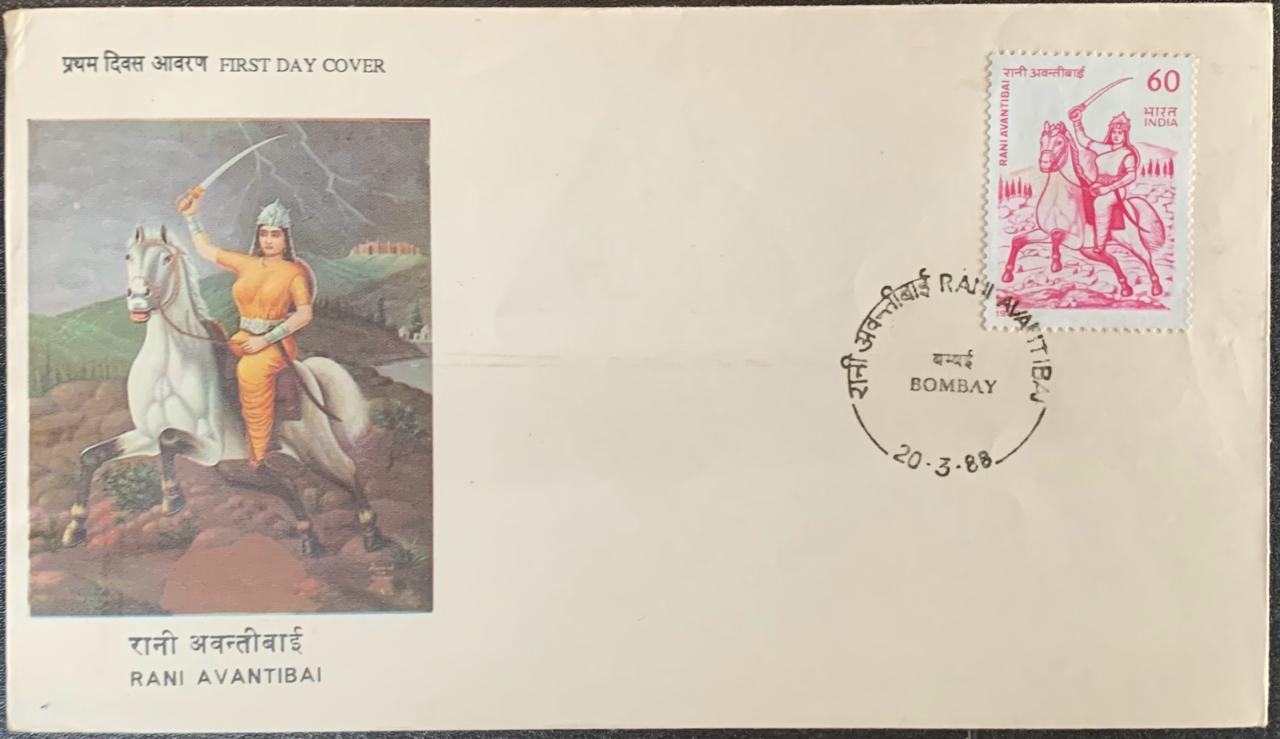 प्रथम दिवस आवरण FIRST DAY COVER
रानी अवन्तीबाई
60
RANI AVANTIBAI
भारत
INDIA
रानी अवन्तीबाई RANI AVANTIBAI
बम्बई
BOMBAY
20-3-88
रानी अवन्तीबाई
RANI AVANTIBAI